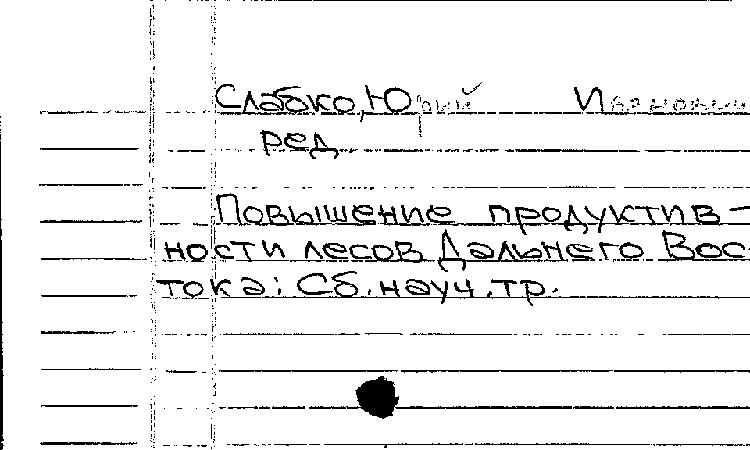 Слабко, Юрий Иванович
ред.
Повышение продуктив-
ности лесов Дальнего Вос-
тока: Сб. науч. тр.